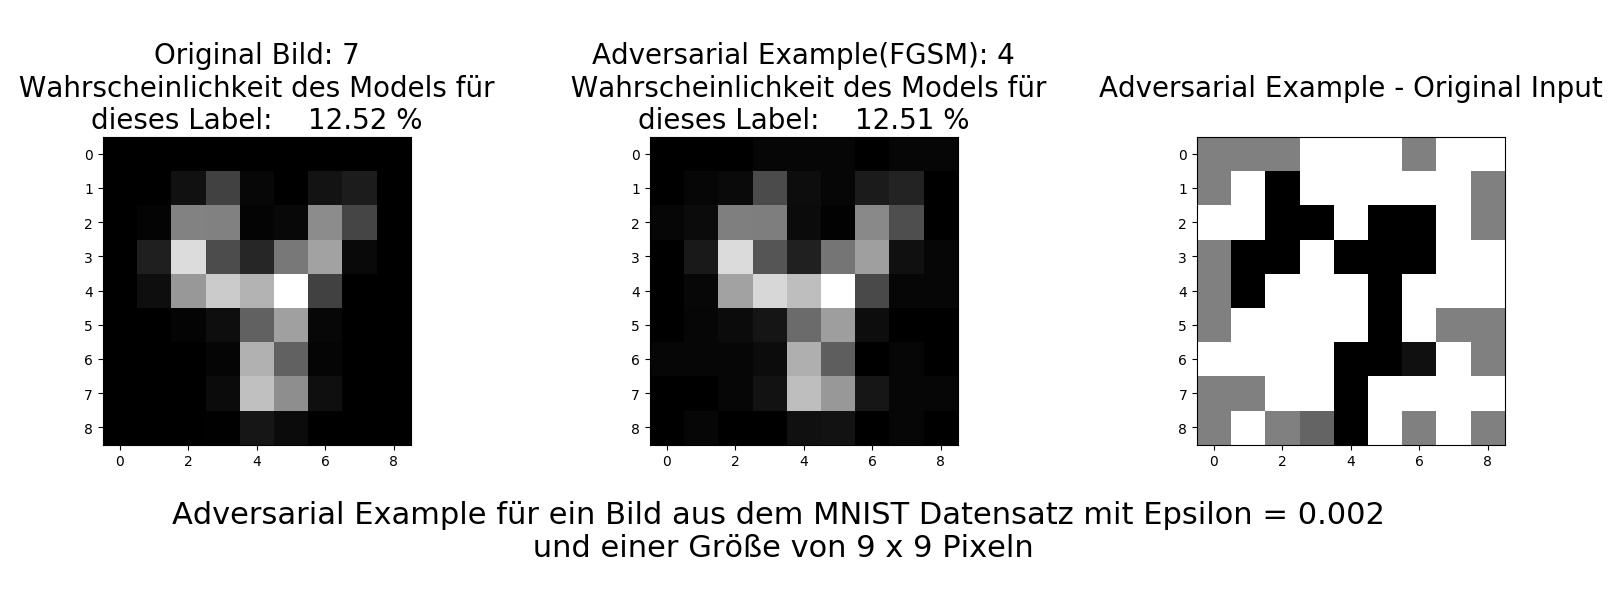 Original Bild: 7
Wahrscheinlichkeit des Models für
dieses Label: 12.52 %
0
1
2
3
4
5
6
7
8
0 2 4 6 8
Adversarial Example(FGSM): 4
Wahrscheinlichkeit des Models für
dieses Label: 12.51 %
0
1
2
3
4
5
6
7
8
0 2 4 6 8
Adversarial Example - Original Input
0
1
2
3
4
5
6
7
8
0 2 4 6 8
Adversarial Example für ein Bild aus dem MNIST Datensatz mit Epsilon = 0.002
und einer Größe von 9 x 9 Pixeln